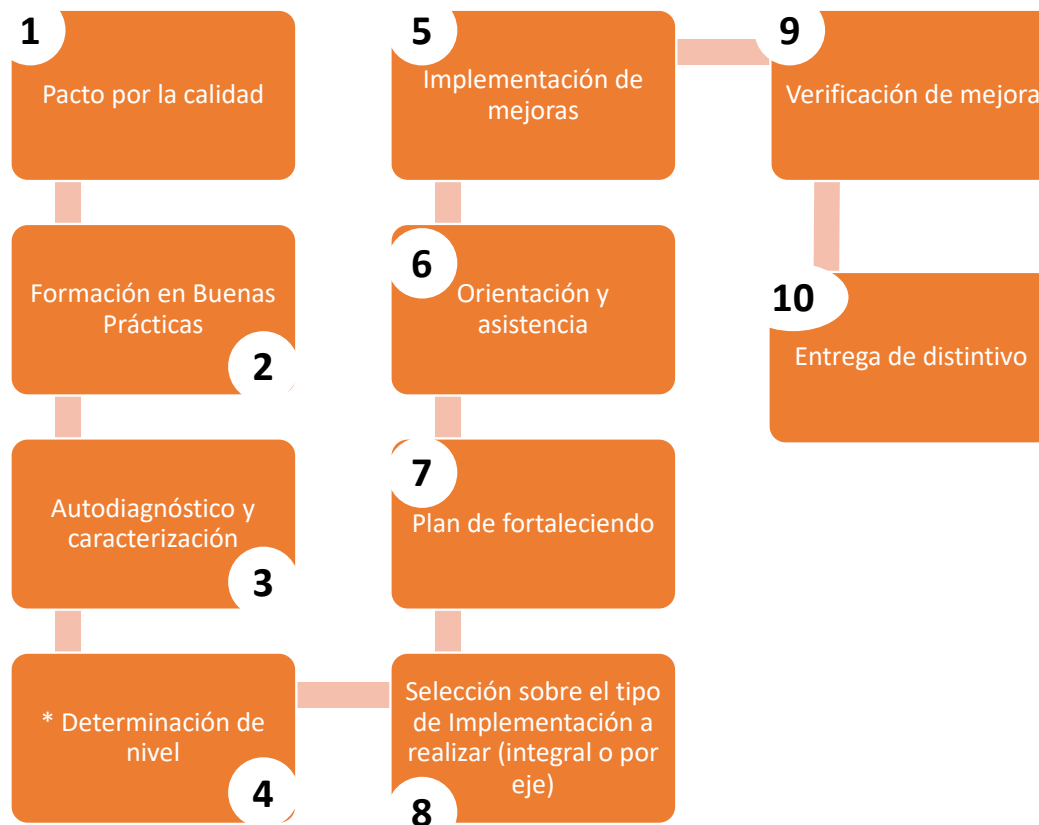 1
Pacto por la calidad
Formación en Buenas
Prácticas
2
Autodiagnóstico y
caracterización
3
* Determinación de
nivel
4
5
Implementación de
mejoras
6
Orientación y
asistencia
7
Plan de fortaleciendo
Selección sobre el tipo
de Implementación a
realizar (integral o por
eje)
8
9
Verificación de mejora
10
Entrega de distintivo